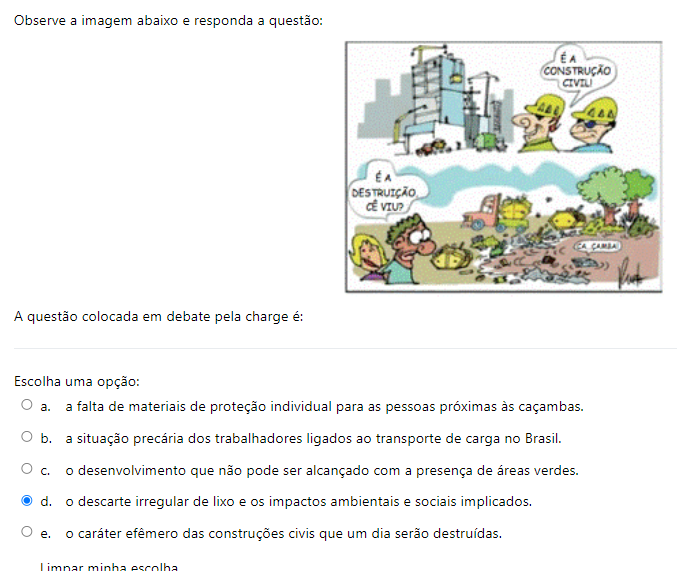 Observe a imagem abaixo e responda a questão:
É A
CONSTRUÇÃO
CIVIL!
É A
DESTRUIÇÃO,
CÊ VIU?
A questão colocada em debate pela charge é:
Escolha uma opção:
a. a falta de materiais de proteção individual para as pessoas próximas às caçambas.
b. a situação precária dos trabalhadores ligados ao transporte de carga no Brasil.
c. o desenvolvimento que não pode ser alcançado com a presença de áreas verdes.
d. o descarte irregular de lixo e os impactos ambientais e sociais implicados.
e. o caráter efêmero das construções civis que um dia serão destruídas.
Limpar minha escolha